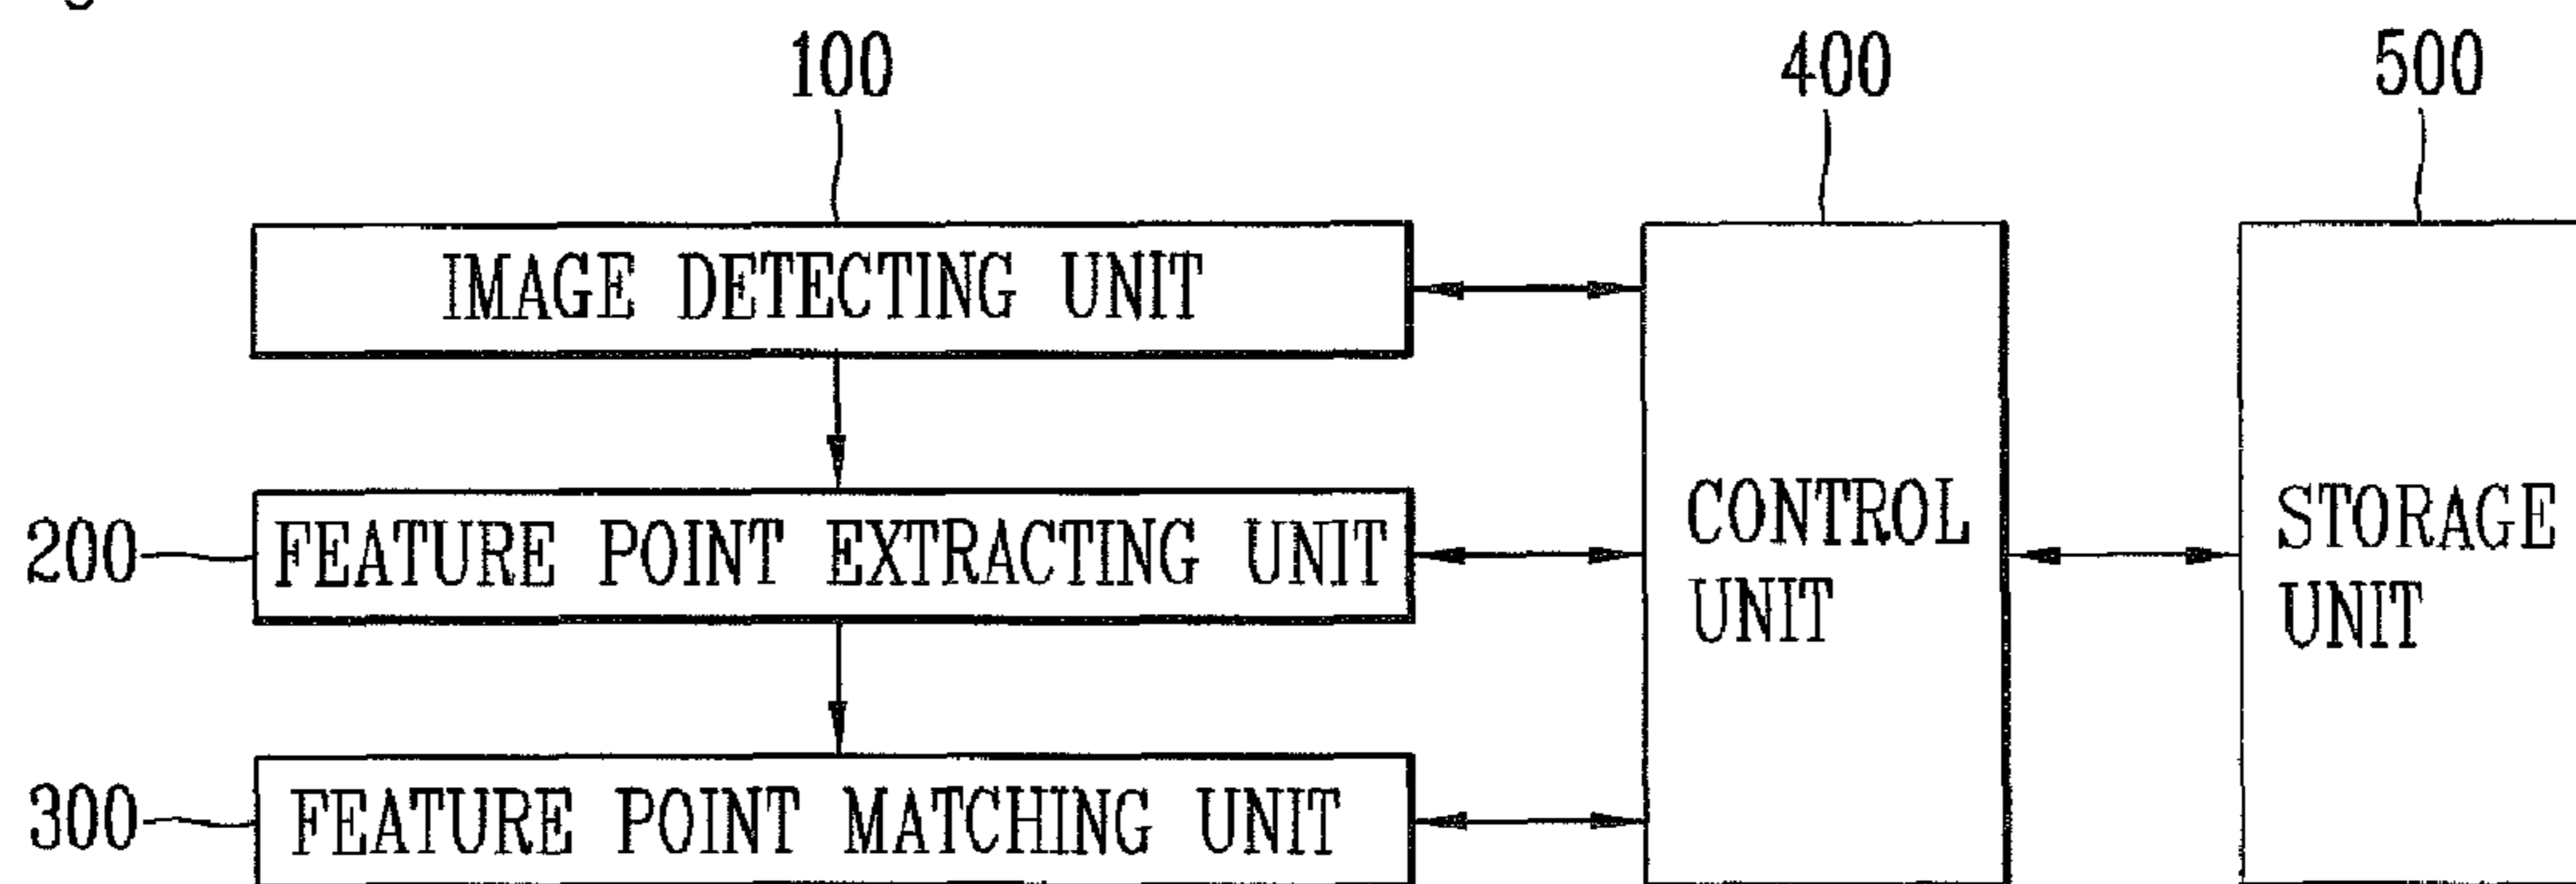 100
400
500
IMAGE DETECTING UNIT
200
FEATURE POINT EXTRACTING UNIT
CONTROL
UNIT
STORAGE
UNIT
300
FEATURE POINT MATCHING UNIT